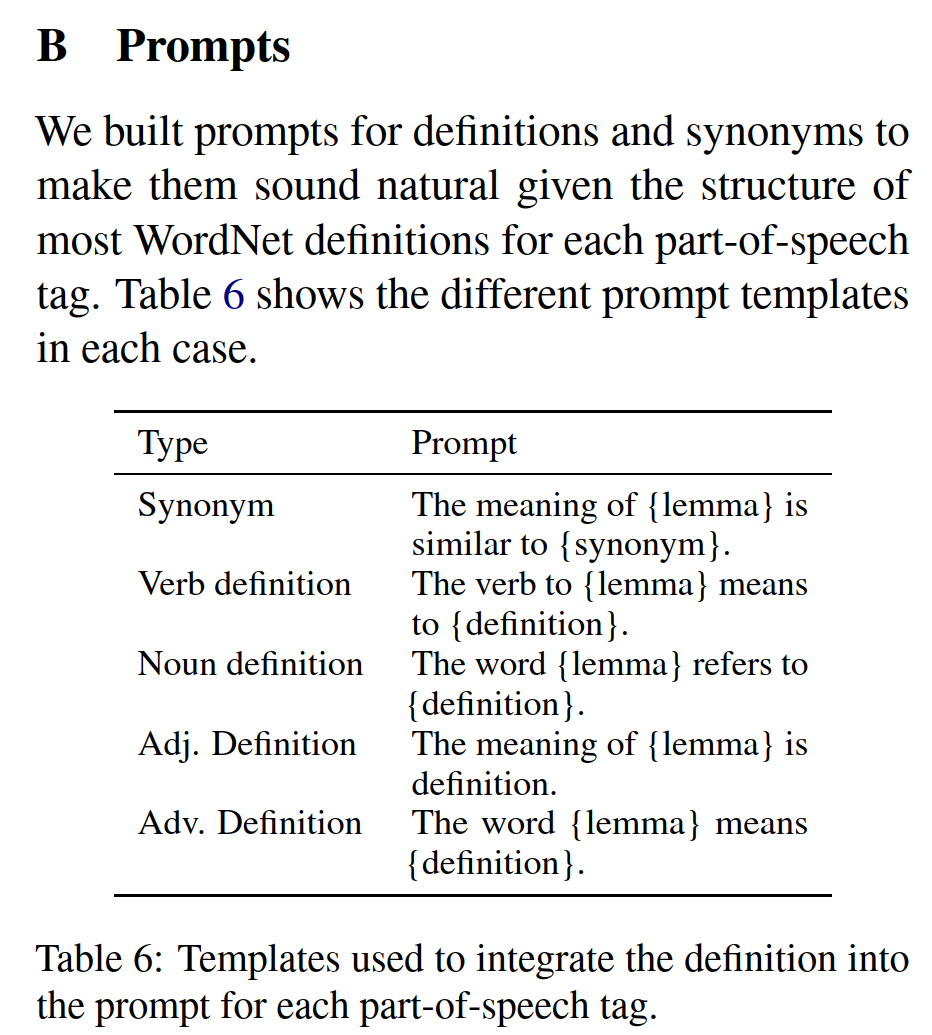 B Prompts
We built prompts for definitions and synonyms to
make them sound natural given the structure of
most WordNet definitions for each part-of-speech
tag. Table 6 shows the different prompt templates
in each case.
Type Prompt
Synonym The meaning of {lemma} is
similar to {synonym}.
Verb definition The verb to {lemma} means
to {definition}.
Noun definition The word {lemma} refers to
{definition}.
Adj. Definition The meaning of {lemma} is
definition.
Adv. Definition The word {lemma} means
{definition}.
Table 6: Templates used to integrate the definition into
the prompt for each part-of-speech tag.